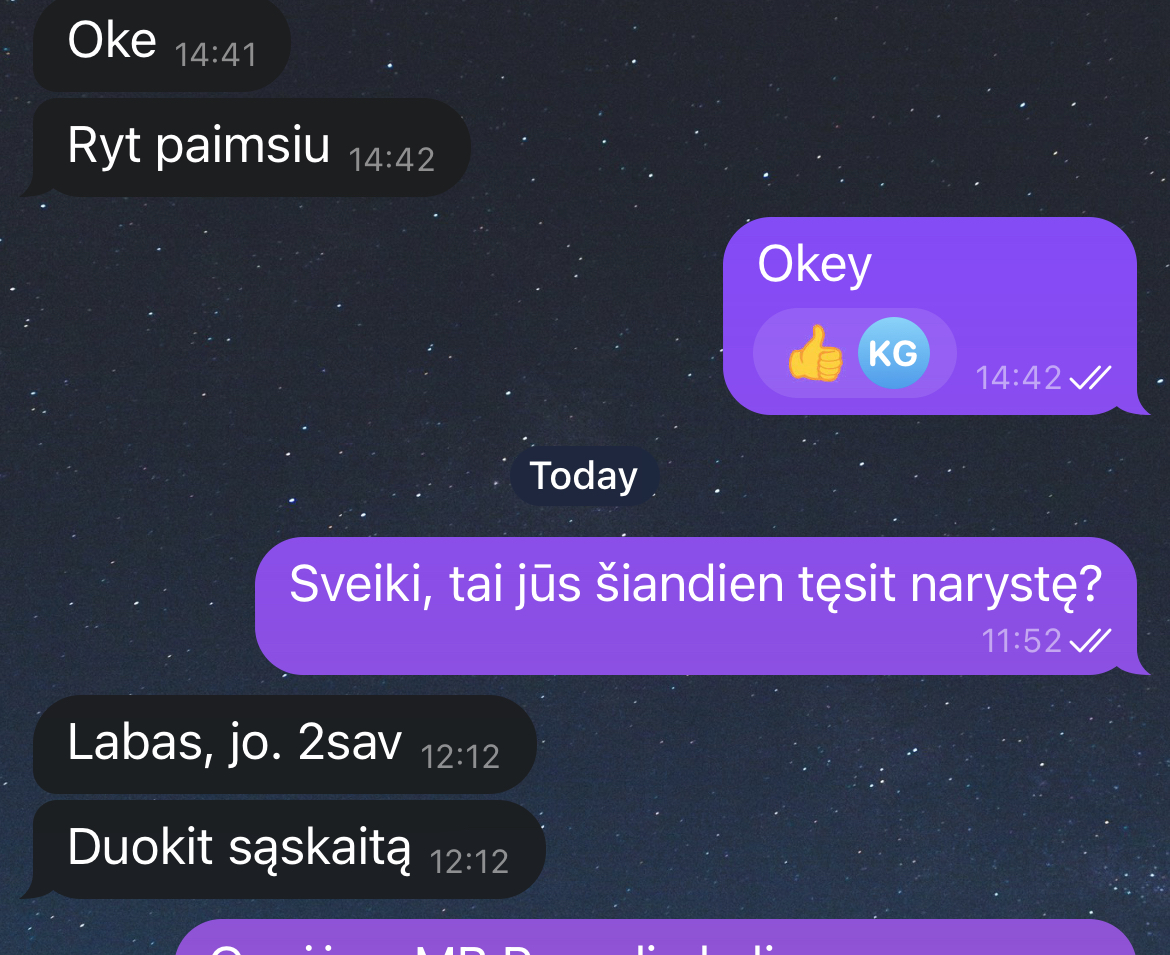 Oke 14:41
Ryt paimsiu 14:42
Okey
👍 KG 14:42
Today
Sveiki, tai jūs šiandien tęsit narystę?
11:52
Labas, jo. 2sav 12:12
Duokit sąskaitą 12:12
MB